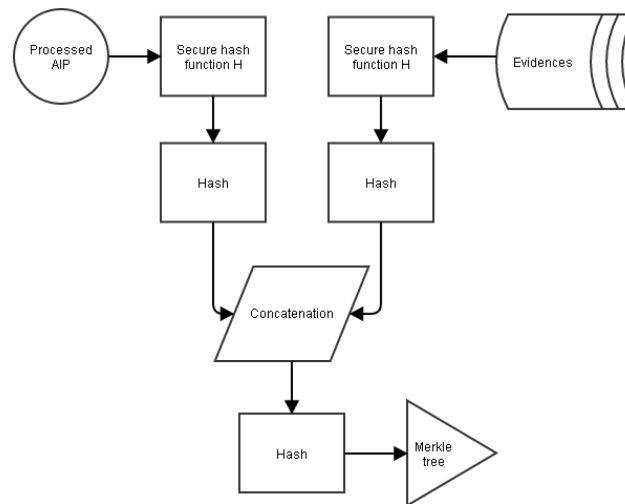 Processed
AIP
Secure hash
function H
Secure hash
function H
Evidences
Hash
Hash
Concatenation
Hash
Merkle
tree